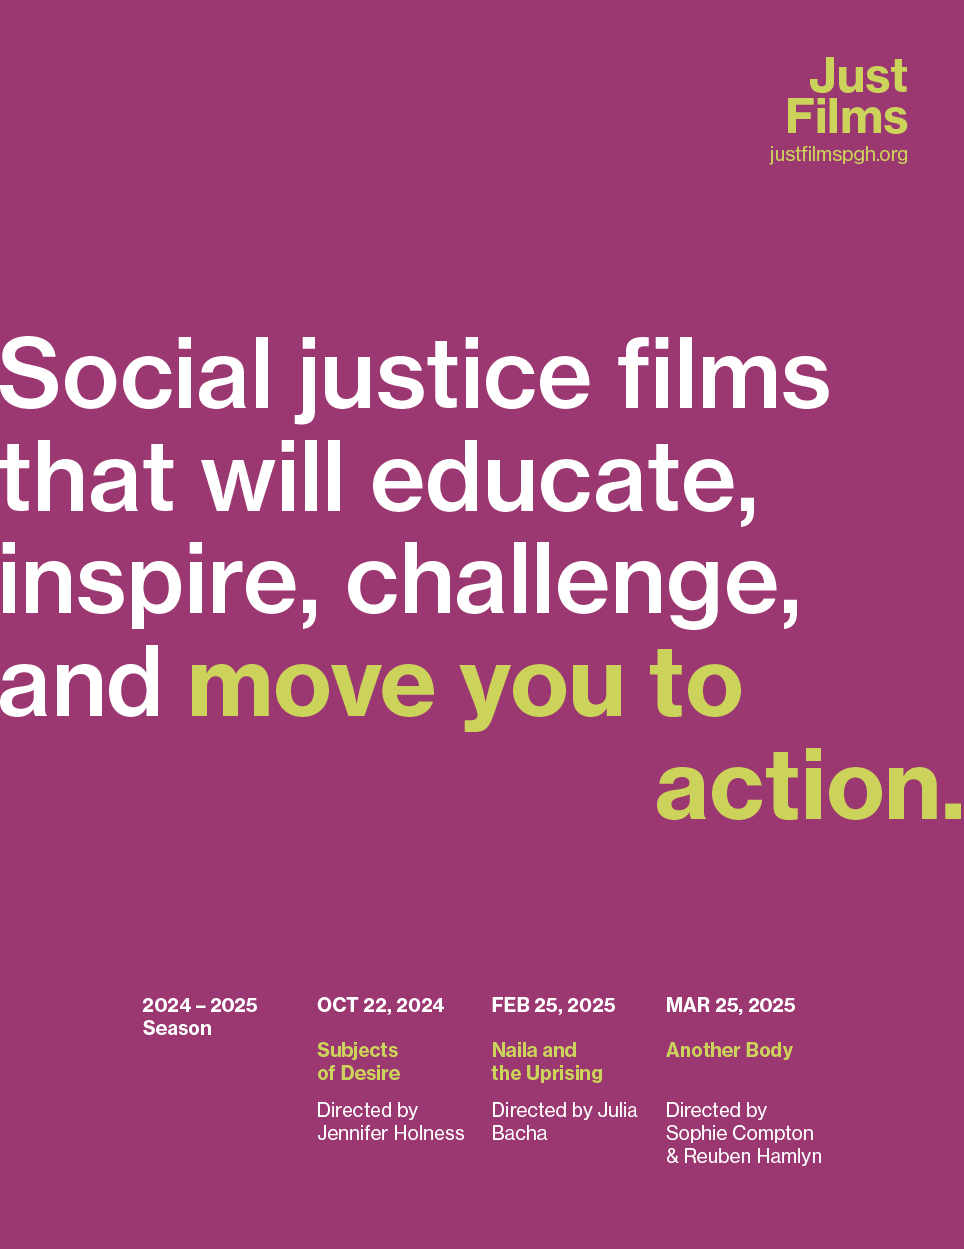 Just
Films
justfilmspgh.org
Social justice films
that will educate,
inspire, challenge,
and move you to
action.
2024 – 2025
Season
OCT 22, 2024
Subjects
of Desire
Directed by
Jennifer Holness
FEB 25, 2025
Naila and
the Uprising
Directed by Julia
Bacha
MAR 25, 2025
Another Body
Directed by
Sophie Compton
& Reuben Hamlyn